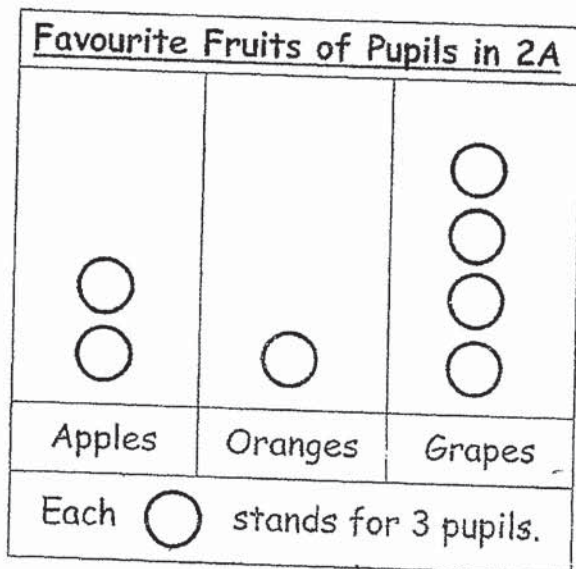 Favourite Fruits of Pupils in 2A
Apples Oranges Grapes
Each stands for 3 pupils.